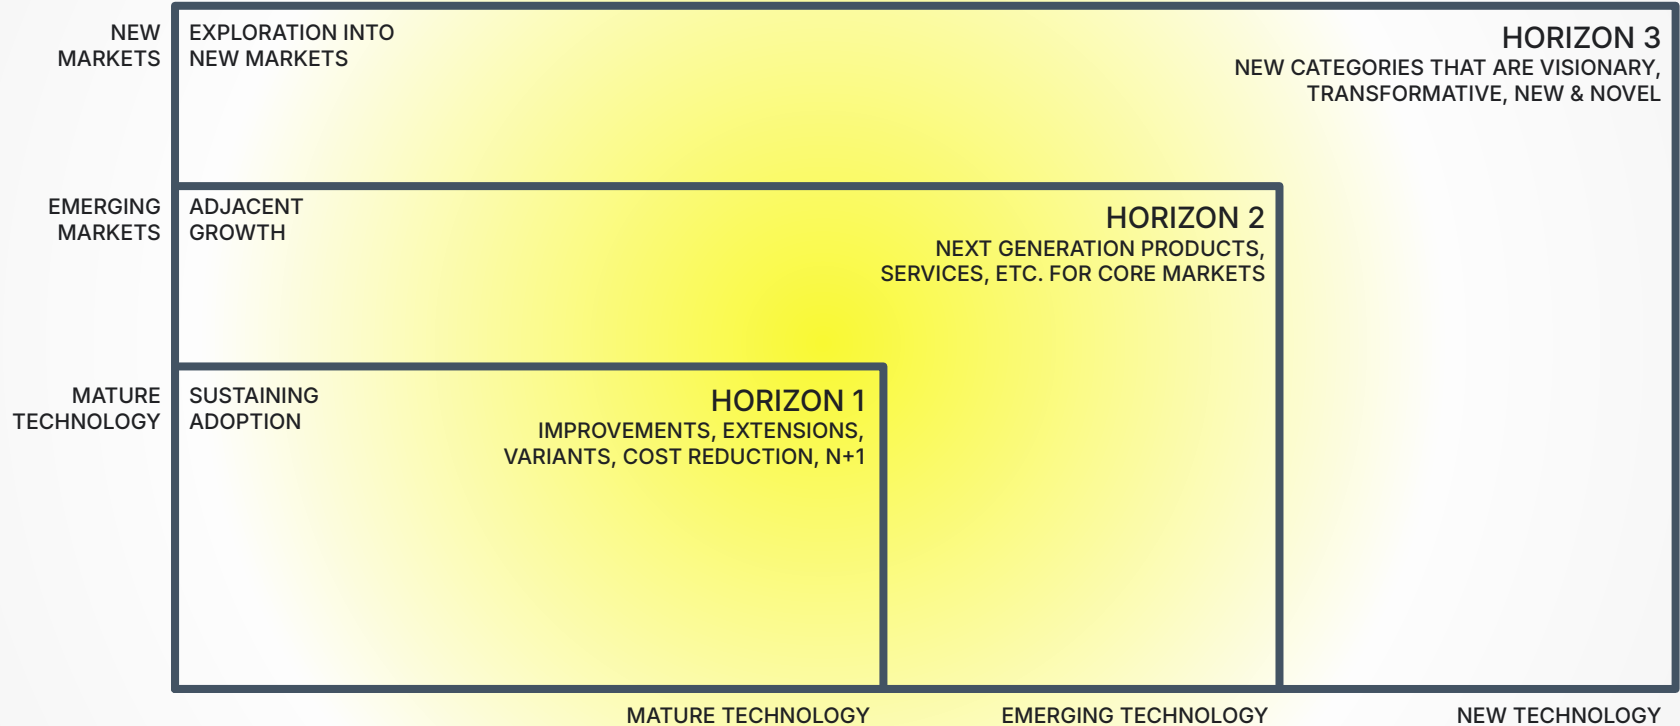 NEW
MARKETS
EXPLORATION INTO
NEW MARKETS
HORIZON 3
NEW CATEGORIES THAT ARE VISIONARY,
TRANSFORMATIVE, NEW & NOVEL
EMERGING
MARKETS
ADJACENT
GROWTH
HORIZON 2
NEXT GENERATION PRODUCTS,
SERVICES, ETC. FOR CORE MARKETS
MATURE
TECHNOLOGY
SUSTAINING
ADOPTION
HORIZON 1
IMPROVEMENTS, EXTENSIONS,
VARIANTS, COST REDUCTION, N+1
MATURE TECHNOLOGY
EMERGING TECHNOLOGY
NEW TECHNOLOGY